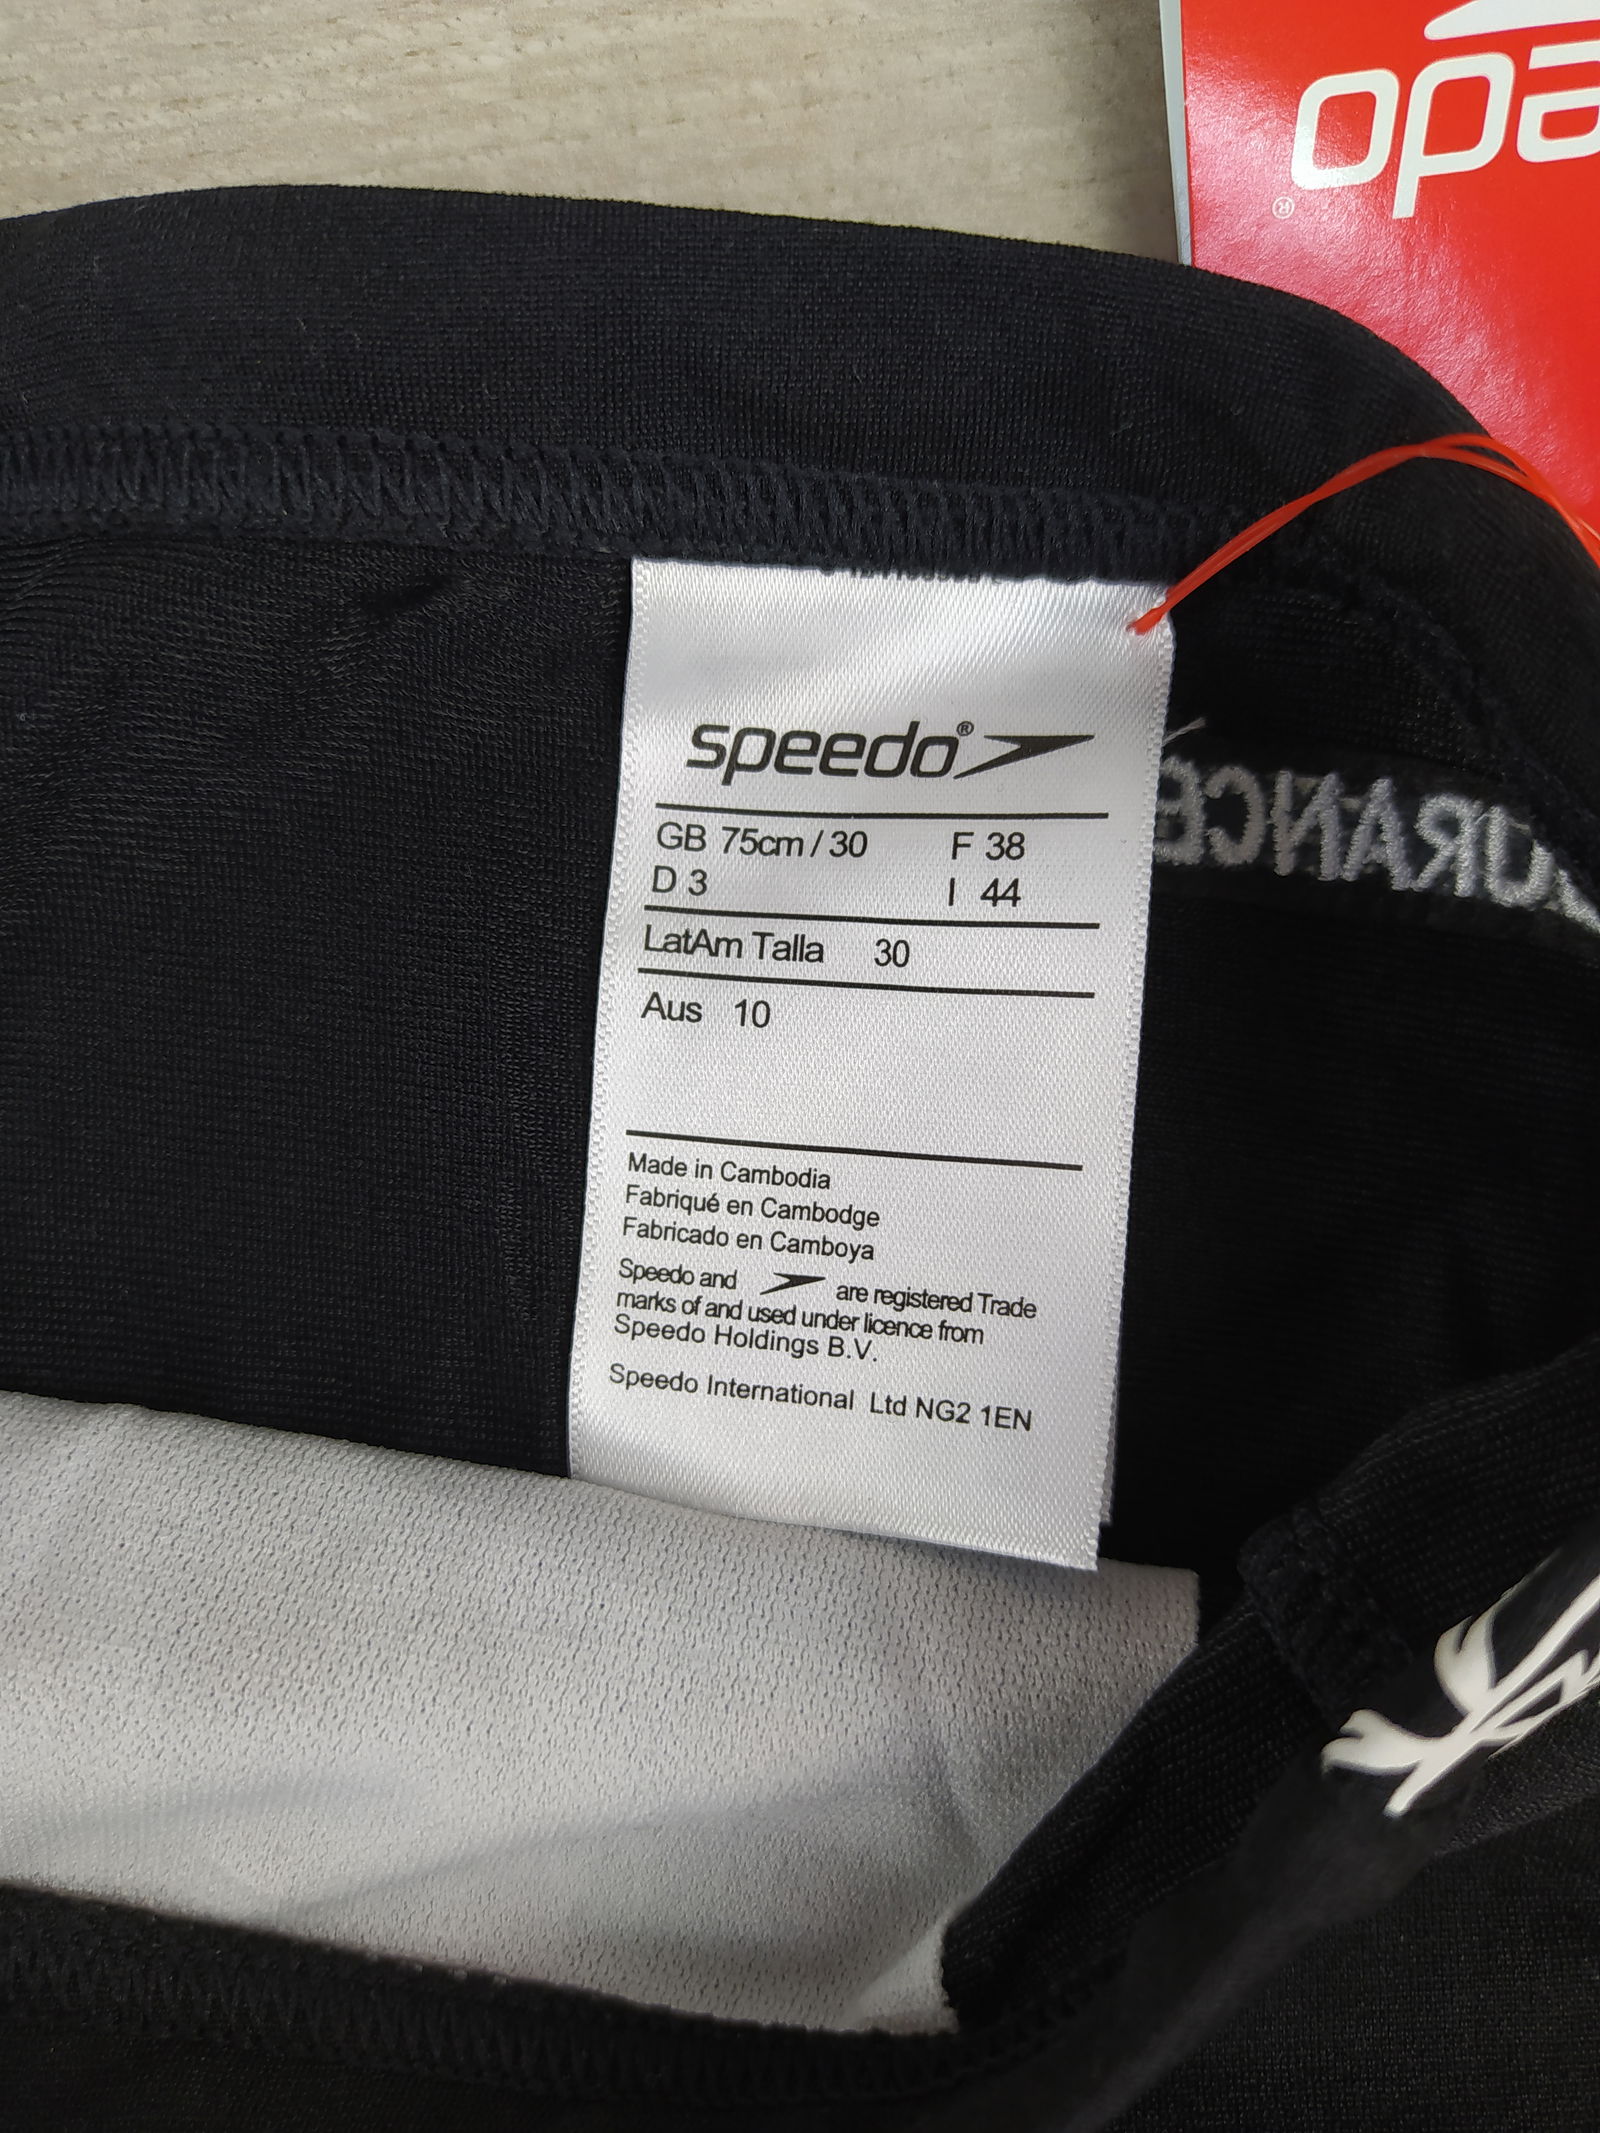 speedo®
GB 75cm / 30 F 38
D 3 I 44
LatAm Talla 30
Aus 10
Made in Cambodia
Fabriqué en Cambodge
Fabricado en Camboya
Speedo and are registered Trade
marks of and used under licence from
Speedo Holdings B.V.
Speedo International Ltd NG2 1EN
URANCE
edo
®